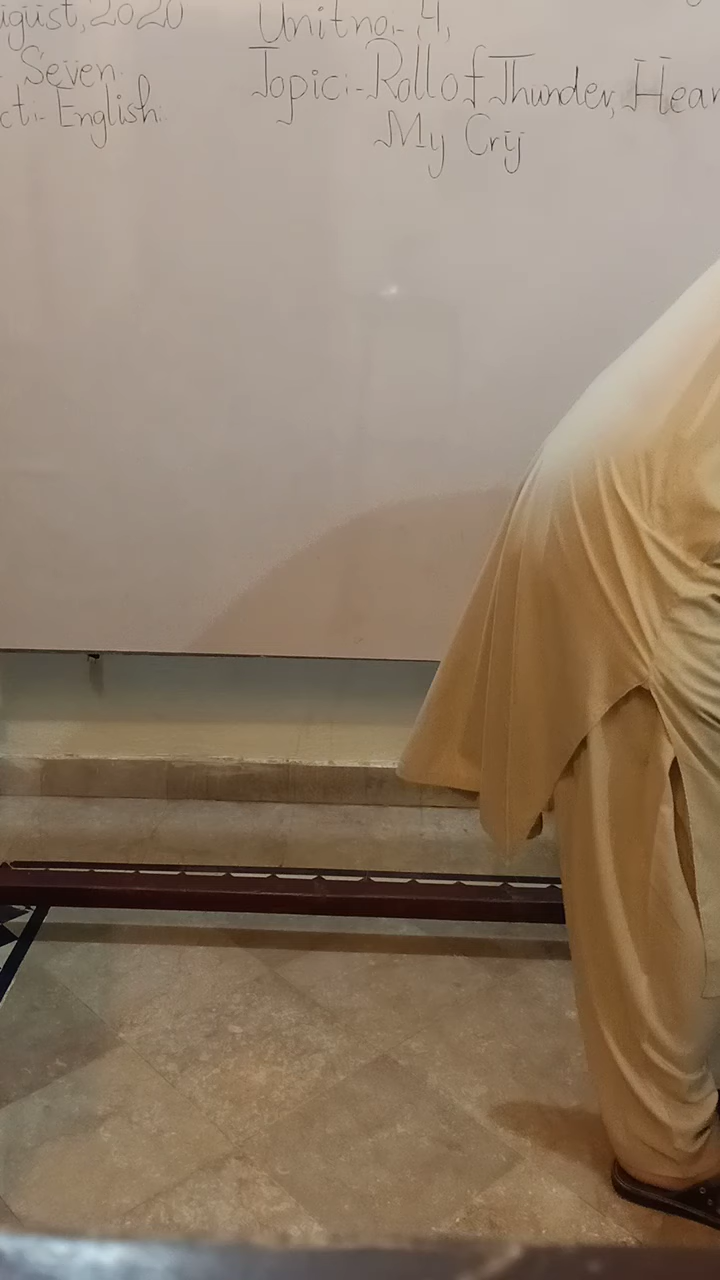 ugust, 2020
Unit no:- 4,
Seven
Topic:- Roll of Thunder, Hear
ct:- English:
My Cry